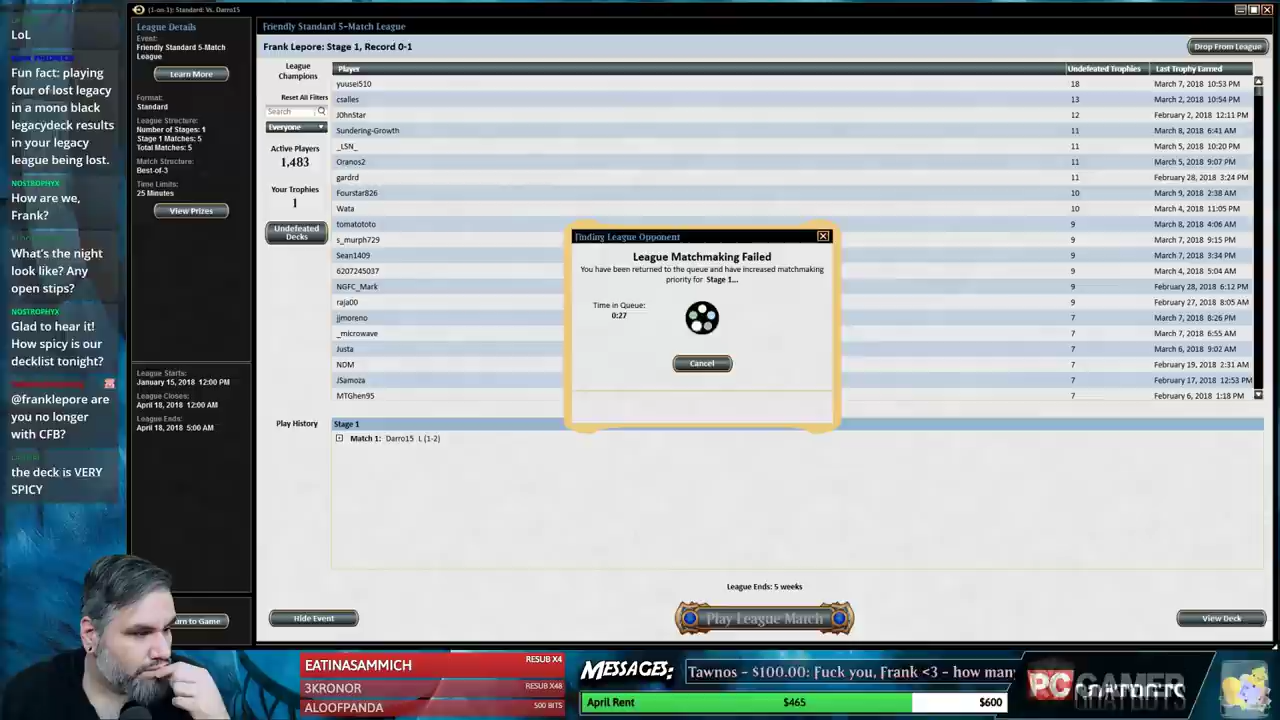 (1-on-1): Standard: Vs. Darro15
LoL
Fun fact: playing
four of lost legacy
in a mono black
legacydeck results
in your legacy
league being lost.
NOSTROPHYX
How are we,
Frank?
What's the night
look like? Any
option stips?
NOSTROPHYX
Glad to hear it!
How spicy is our
decklist tonight?
@franklepore are
you no longer
with CFB?
the deck is VERY
SPICY
League Details
Event:
Friendly Standard 5-Match
League
Learn More
Format:
Standard
League Structure:
Number of Stages: 1
Stage 1 Matches: 5
Total Matches: 5
Match Structure:
Best-of-3
Time Limits:
25 Minutes
View Prizes
League Starts:
January 15, 2018 12:00 PM
League Closes:
April 18, 2018 12:00 AM
League Ends:
April 18, 2018 5:00 AM
urn to Game
Friendly Standard 5-Match League
Frank Lepore: Stage 1, Record 0-1
Drop From League
League
Champions
Reset All Filters
Search
Everyone
Active Players
1,483
Your Trophies
1
Undefeated
Decks
Player Undefeated Trophies Last Trophy Earned
yuusei510 18 March 7, 2018 10:53 PM
csalles 13 March 2, 2018 10:54 PM
J0hnStar 12 February 2, 2018 12:11 PM
Sundering-Growth 11 March 8, 2018 6:41 AM
_LSN_ 11 March 5, 2018 10:20 PM
Oranos2 11 March 5, 2018 9:07 PM
gardrd 11 February 28, 2018 3:24 PM
Fourstar826 10 March 9, 2018 2:38 AM
Wata 10 March 4, 2018 11:05 PM
tomatototo 9 March 8, 2018 4:06 AM
s_murph729 9 March 7, 2018 9:15 PM
Sean1409 9 March 7, 2018 3:34 PM
6207245037 9 March 4, 2018 5:04 AM
NGFC_Mark 9 February 28, 2018 6:12 PM
raja00 9 February 27, 2018 8:05 AM
jjmoreno 7 March 7, 2018 8:26 PM
_microwave 7 March 7, 2018 6:55 AM
Justa 7 March 6, 2018 9:02 AM
NDM 7 February 19, 2018 2:31 AM
JSamoza 7 February 17, 2018 12:53 PM
MTGhen95 7 February 6, 2018 1:18 PM
Finding League Opponent
League Matchmaking Failed
You have been returned to the queue and have increased matchmaking
priority for Stage 1...
Time in Queue:
0:27
Cancel
Play History
Stage 1
Match 1: Darro15 L (1-2)
League Ends: 5 weeks
Hide Event
Play League Match
View Deck
EATINASAMMICH RESUB X4
3KRONOR RESUB X48
ALOOFPANDA 500 BITS
MESSAGES:
Tawnos - $100.00: Fuck you, Frank <3 - how many
April Rent $465 $600
PC GAMER